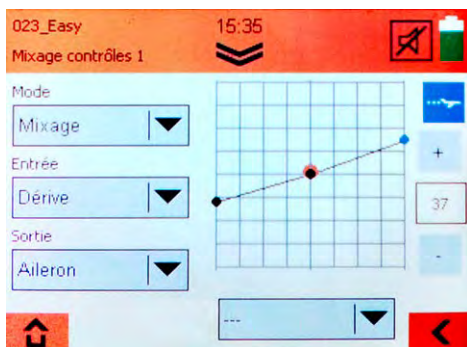 023_Easy
15:35
Mixage contrôles 1
Mode
Mixage
Entrée
Dérive
Sortie
Aileron
+
37
-
---